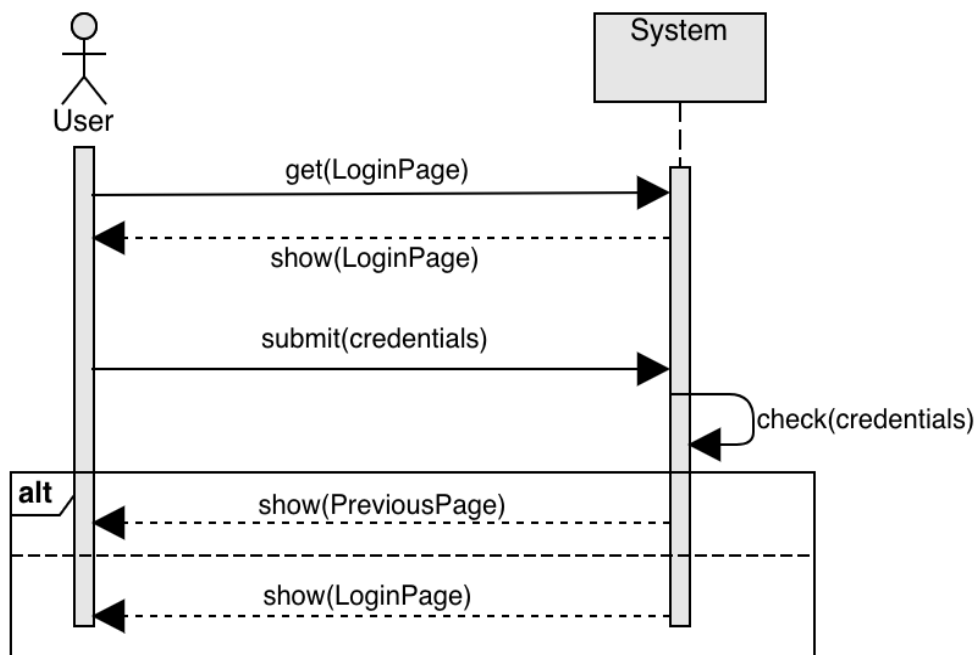 System
User
get(LoginPage)
show(LoginPage)
submit(credentials)
check(credentials)
alt
show(PreviousPage)
show(LoginPage)